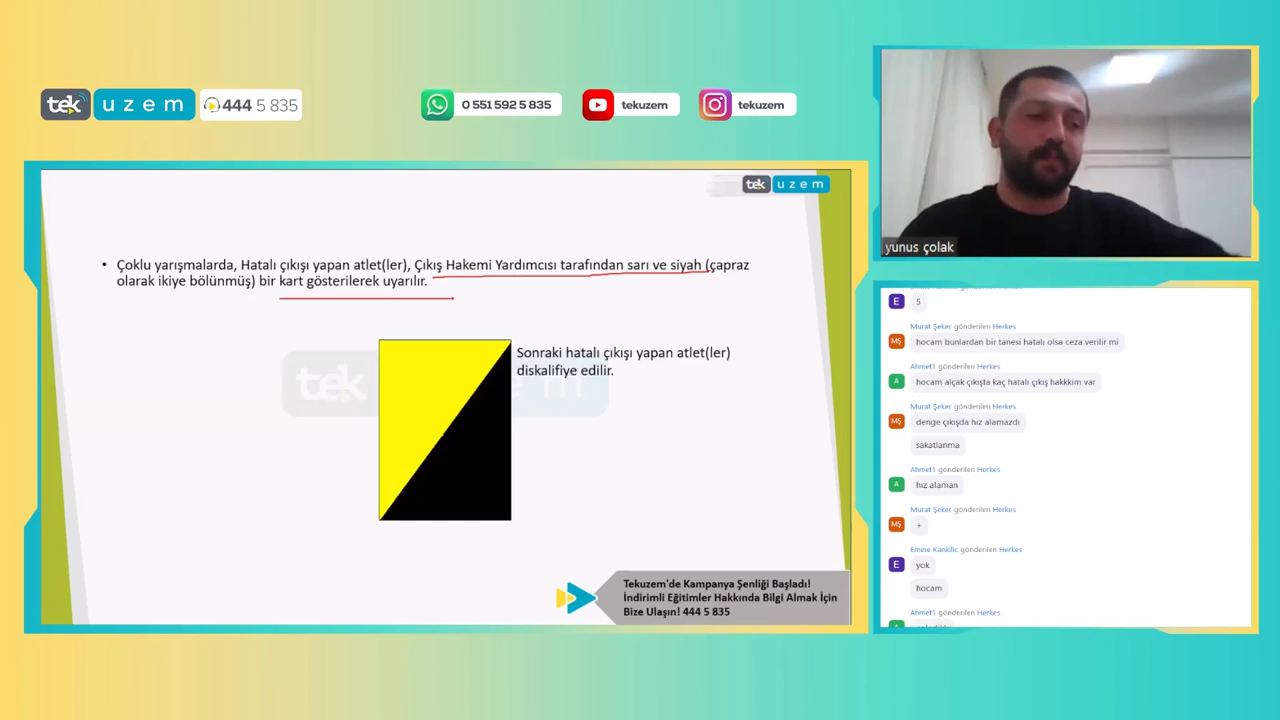 tek uzem 444 5 835
0 551 592 5 835
tekuzem
tekuzem
tek uzem
• Çoklu yarışmalarda, Hatalı çıkışı yapan atlet(ler), Çıkış Hakemi Yardımcısı tarafından sarı ve siyah (çapraz
olarak ikiye bölünmüş) bir kart gösterilerek uyarılır.
Sonraki hatalı çıkışı yapan atlet(ler)
diskalifiye edilir.
tek
Tekuzem'de Kampanya Şenliği Başladı!
İndirimli Eğitimler Hakkında Bilgi Almak İçin
Bize Ulaşın! 444 5 835
yunus çolak
E
5
Murat Şeker gönderilen Herkes
MŞ
hocam bunlardan bir tanesi hatalı olsa ceza verilir mi
Ahmet1 gönderilen Herkes
A
hocam alçak çıkışta kaç hatalı çıkış hakkkim var
Murat Şeker gönderilen Herkes
MŞ
denge çıkışda hız alamazdı
sakatlanma
Ahmet1 gönderilen Herkes
A
hız alaman
Murat Şeker gönderilen Herkes
MŞ
+
Emine Kankilic gönderilen Herkes
E
yok
hocam
Ahmet1 gönderilen Herkes